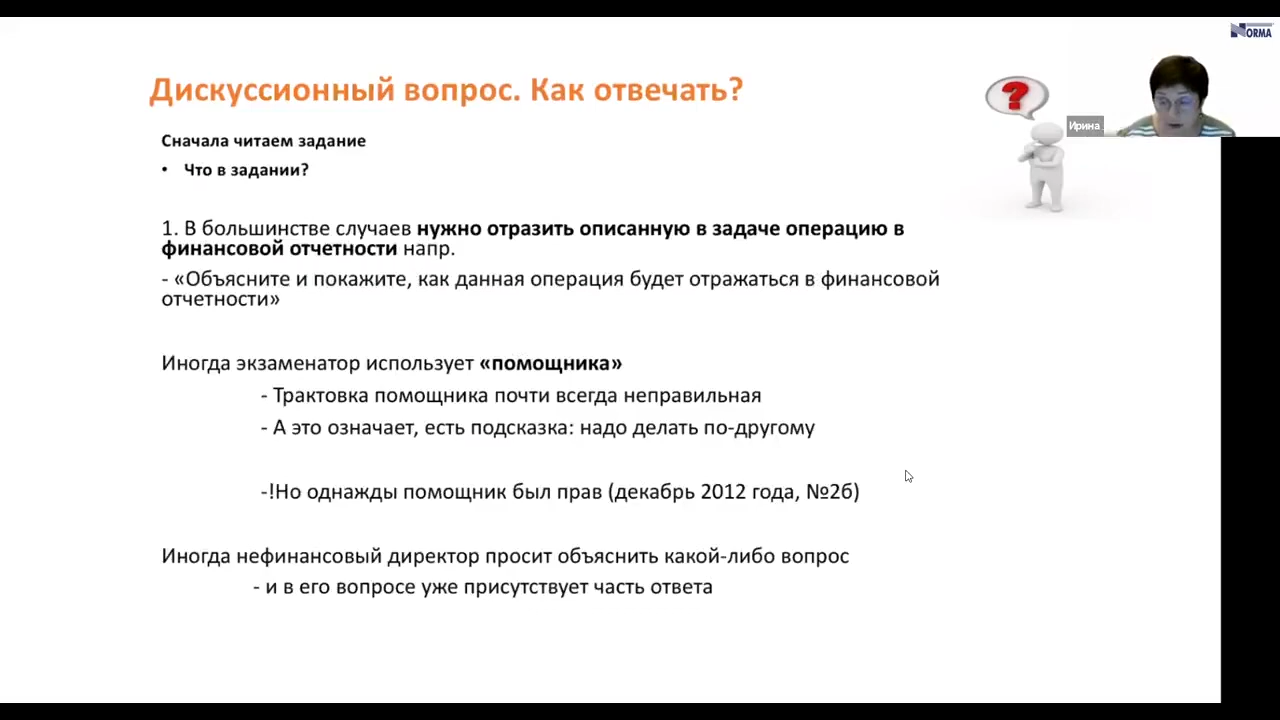 NORMA
Дискуссионный вопрос. Как отвечать?
?
Ирина
Сначала читаем задание
• Что в задании?
1. В большинстве случаев нужно отразить описанную в задаче операцию в
финансовой отчетности напр.
- «Объясните и покажите, как данная операция будет отражаться в финансовой
отчетности»
Иногда экзаменатор использует «помощника»
- Трактовка помощника почти всегда неправильная
- А это означает, есть подсказка: надо делать по-другому
-!Но однажды помощник был прав (декабрь 2012 года, №2б)
Иногда нефинансовый директор просит объяснить какой-либо вопрос
- и в его вопросе уже присутствует часть ответа